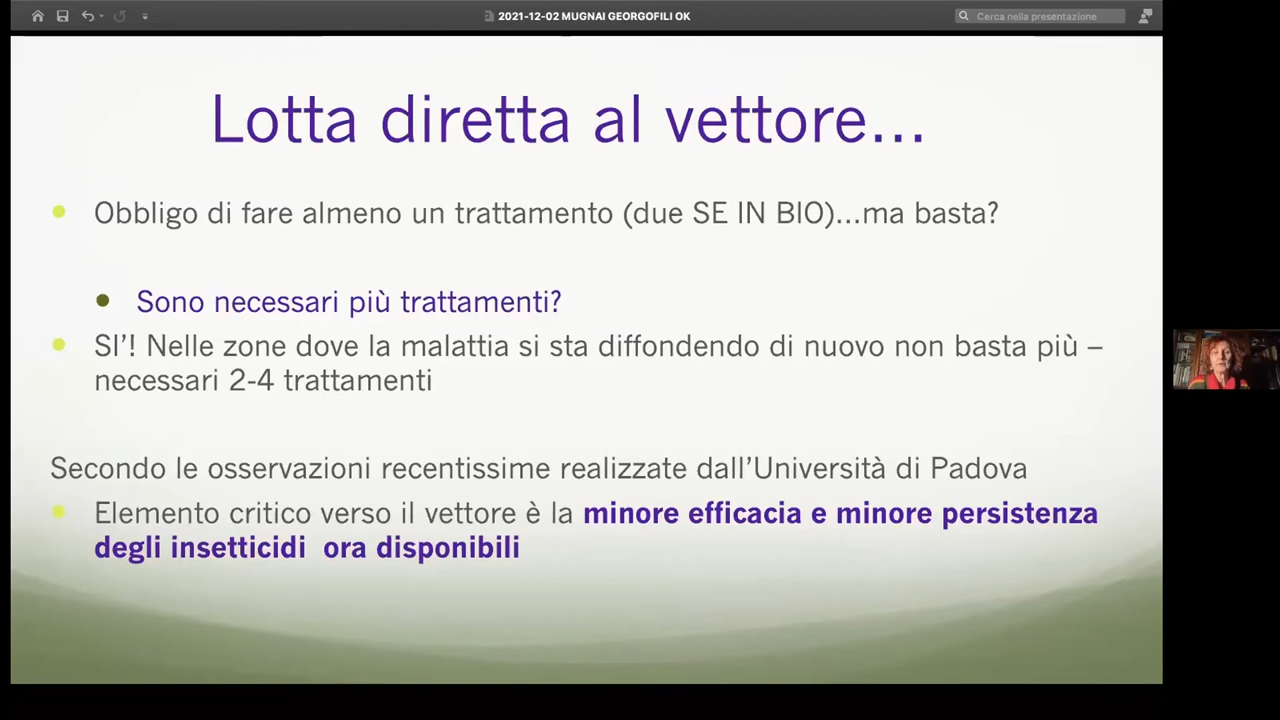 2021-12-02 MUGNAI GEORGOFILI OK
Cerca nella presentazione
Lotta diretta al vettore...
Obbligo di fare almeno un trattamento (due SE IN BIO)...ma basta?
Sono necessari più trattamenti?
SI'! Nelle zone dove la malattia si sta diffondendo di nuovo non basta più –
necessari 2-4 trattamenti
Secondo le osservazioni recentissime realizzate dall'Università di Padova
Elemento critico verso il vettore è la minore efficacia e minore persistenza
degli insetticidi ora disponibili